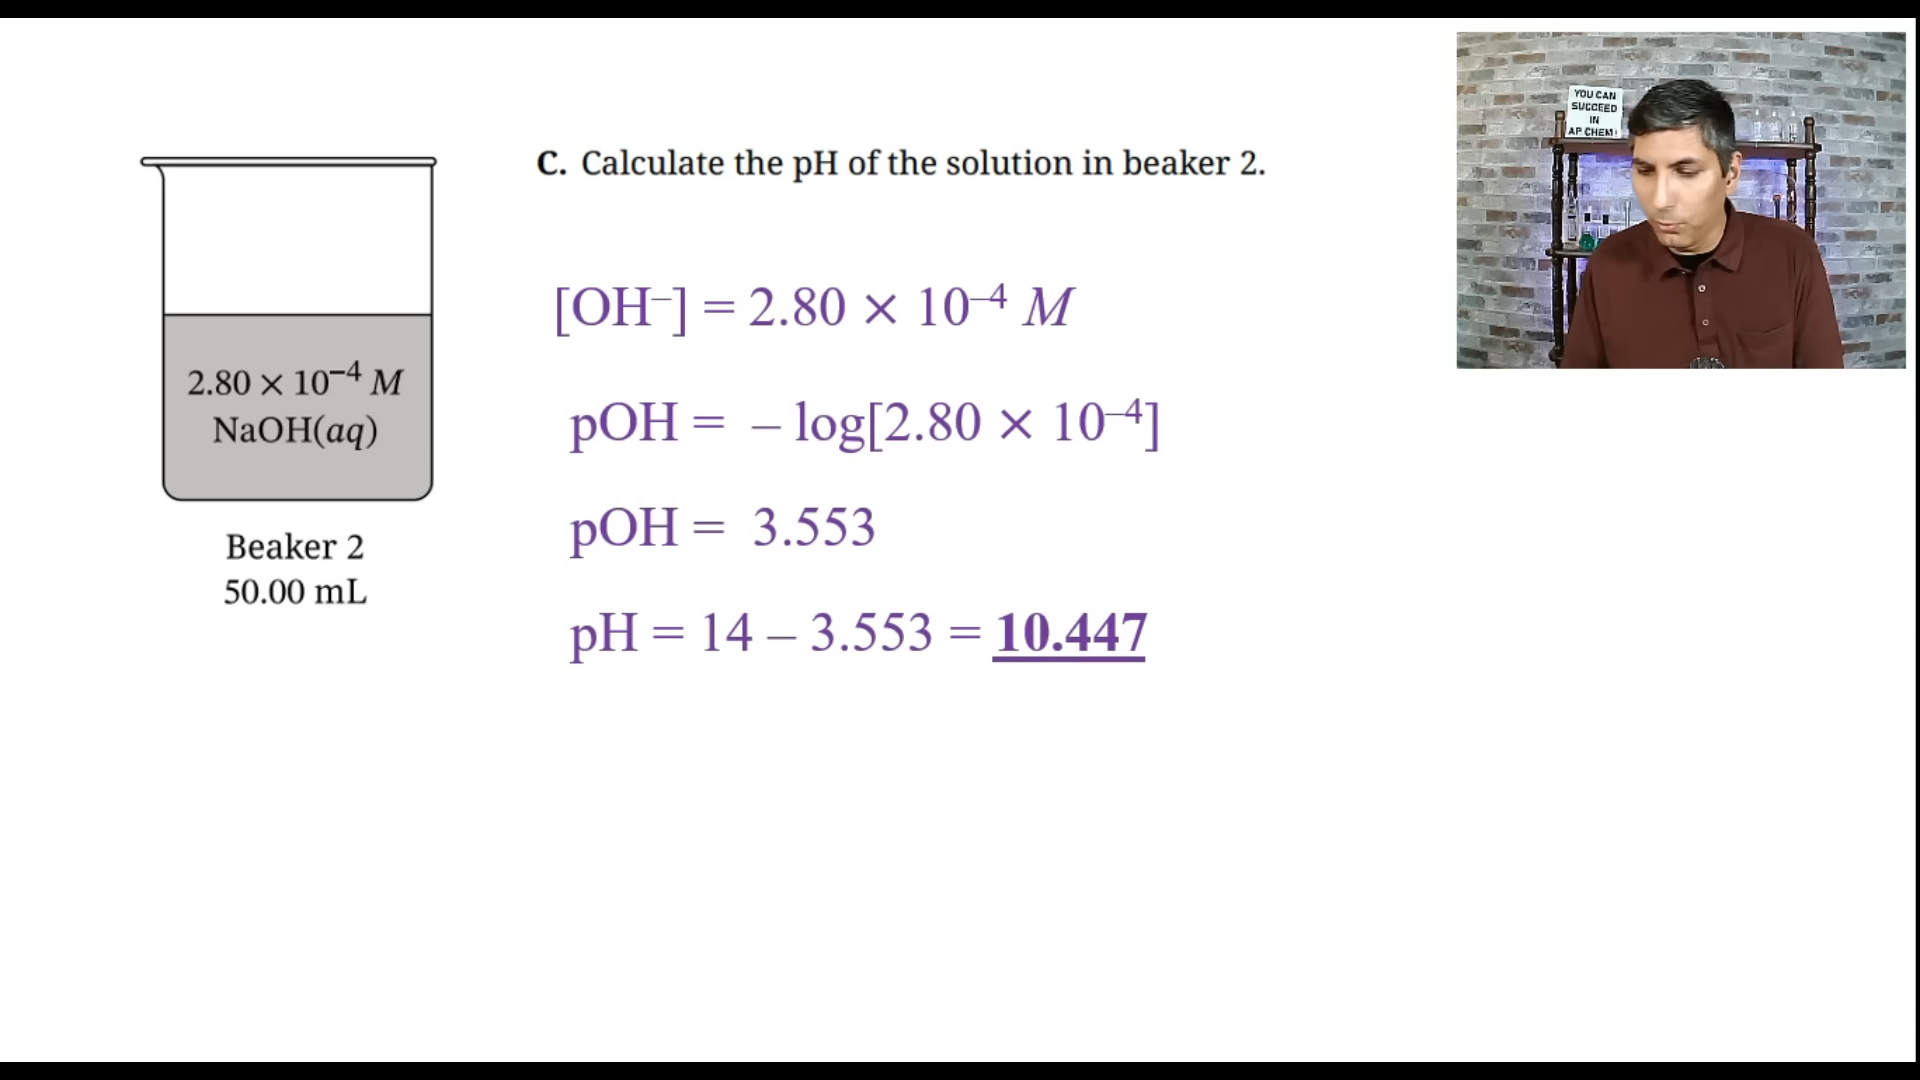 C. Calculate the pH of the solution in beaker 2.
[OH⁻] = 2.80 × 10⁻⁴ M
pOH = – log[2.80 × 10⁻⁴]
pOH = 3.553
pH = 14 – 3.553 = 10.447
2.80 × 10⁻⁴ M
NaOH(aq)
Beaker 2
50.00 mL
YOU CAN
SUCCEED
IN
AP CHEM!